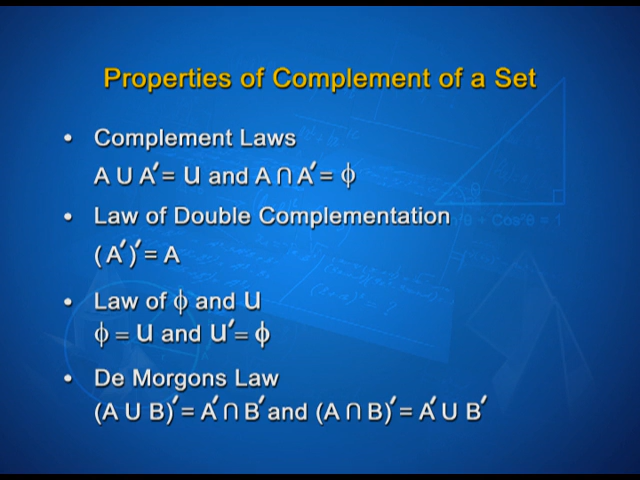 Properties of Complement of a Set
• Complement Laws
A U A′ = U and A ∩ A′ = ϕ
• Law of Double Complementation
( A′ )′ = A
• Law of ϕ and U
ϕ = U and U′ = ϕ
• De Morgons Law
(A U B)′ = A′ ∩ B′ and (A ∩ B)′ = A′ U B′